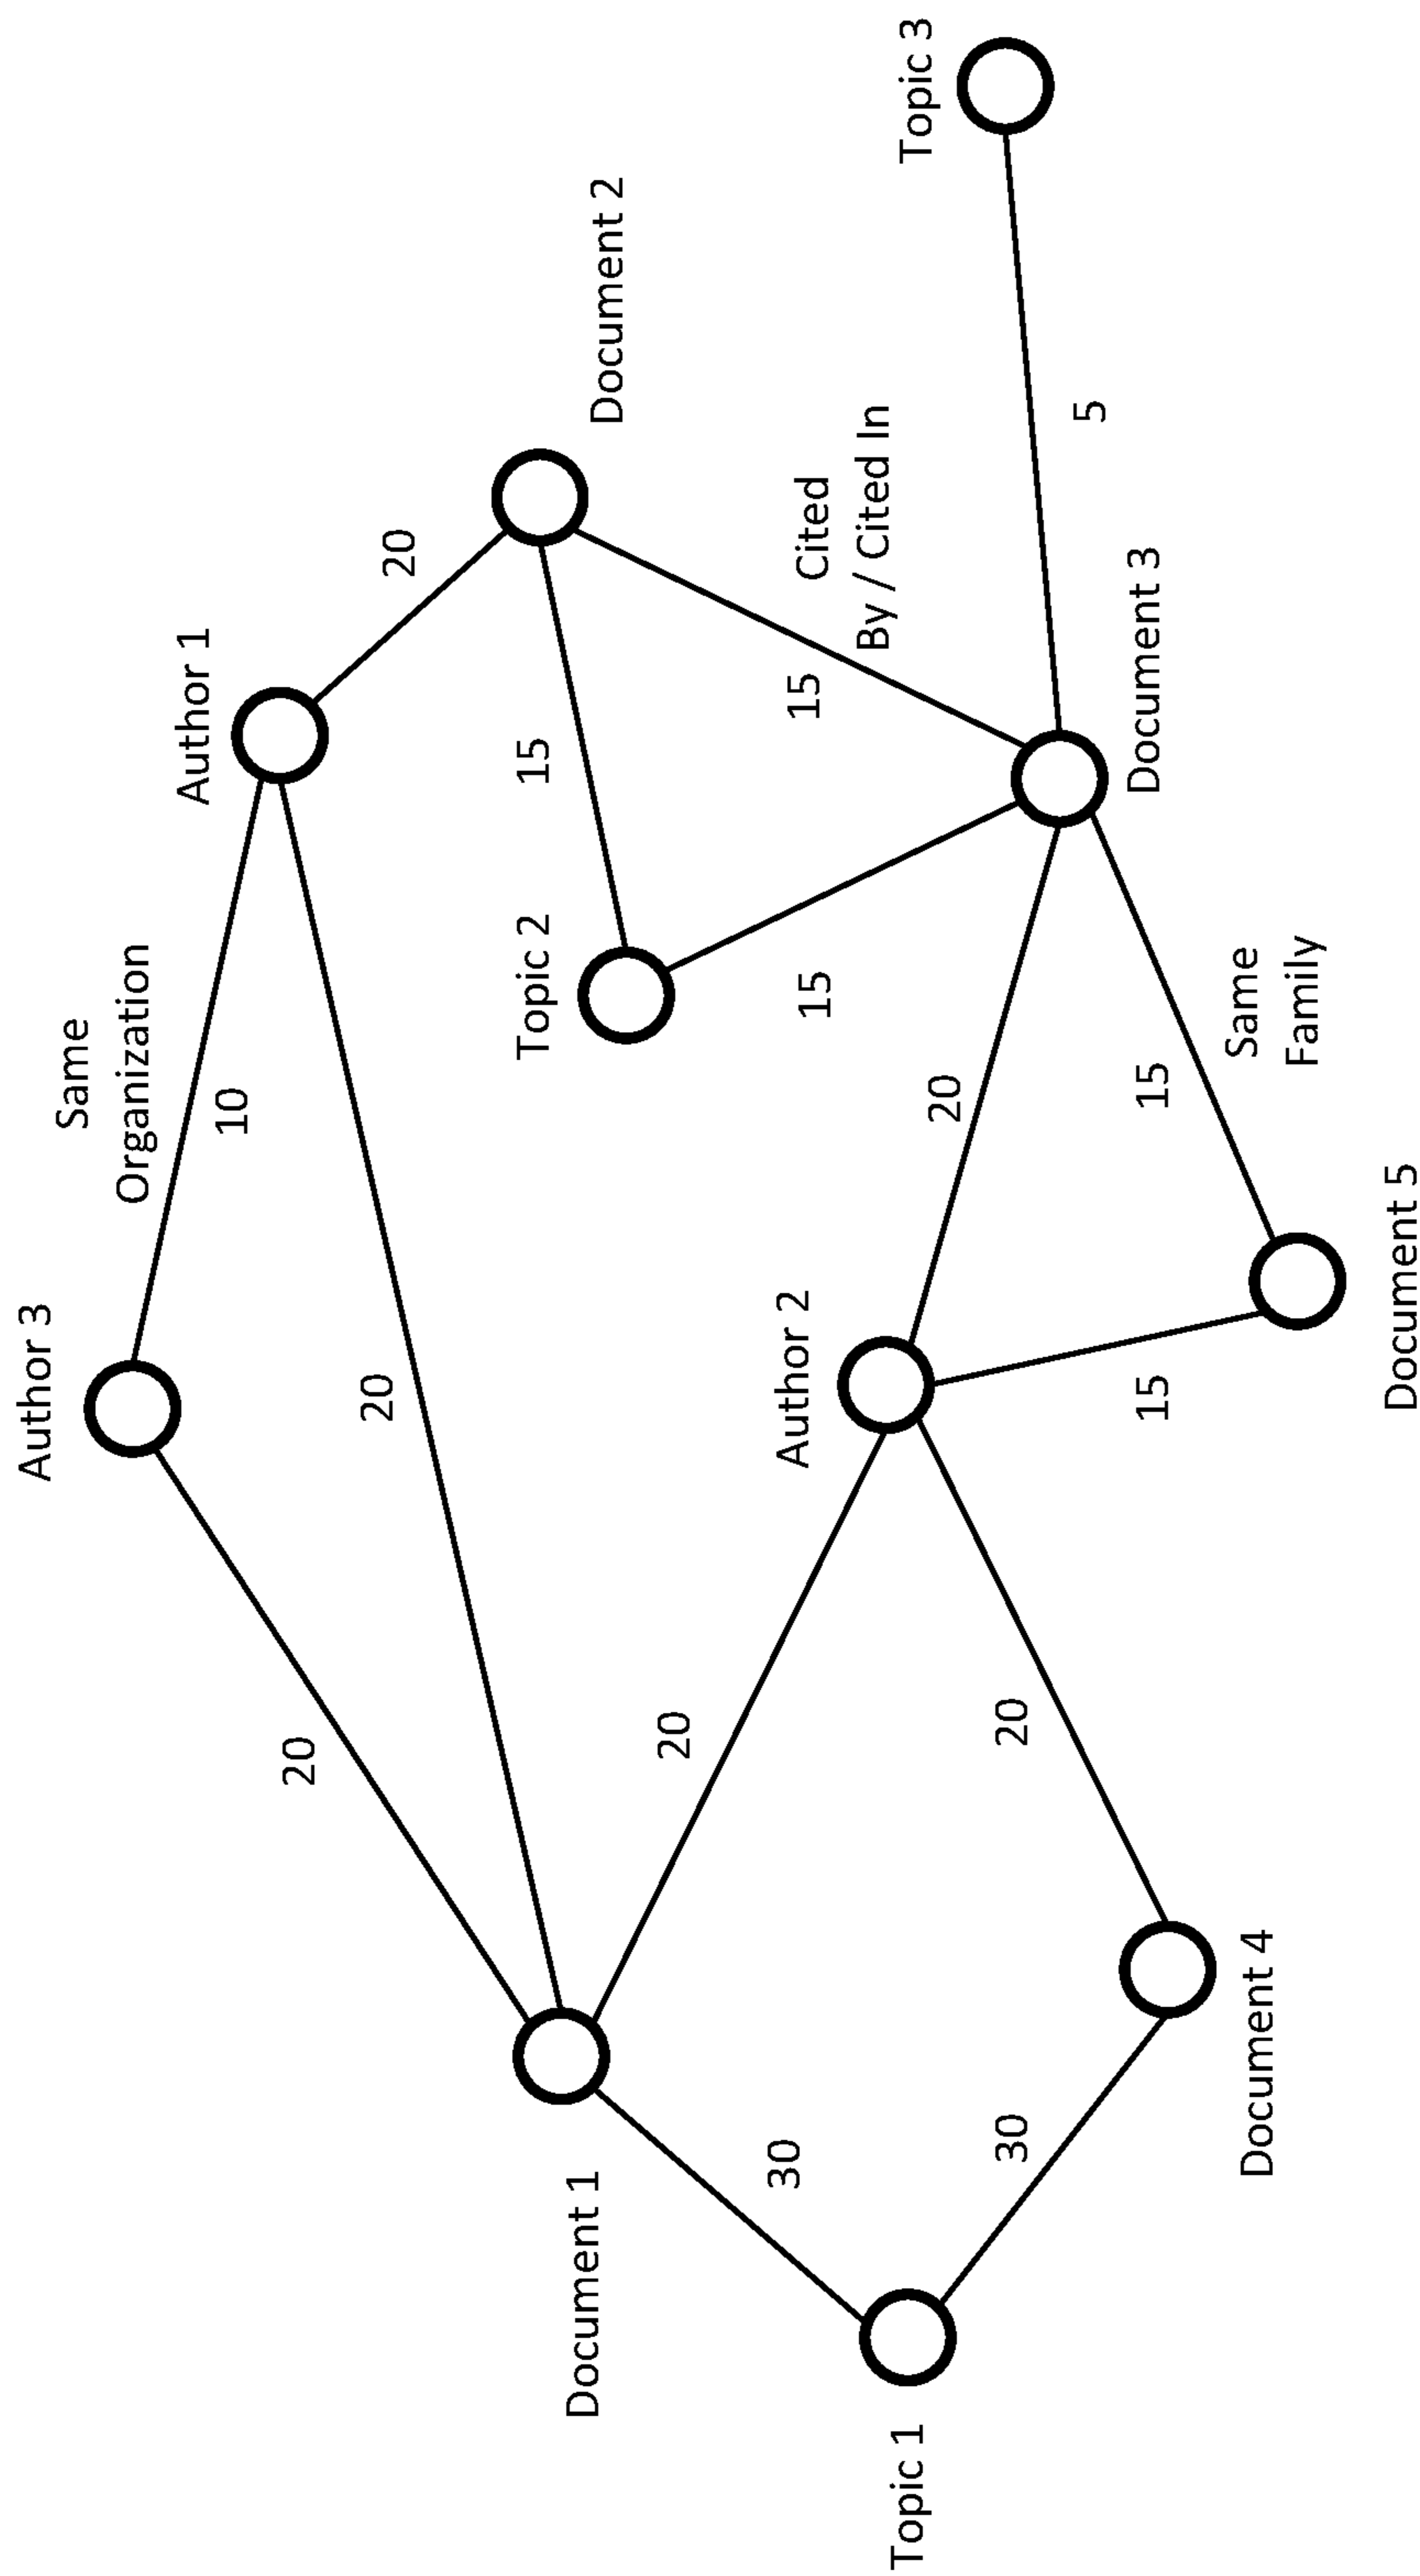 Author 3
Same
Organization
10
Author 1
20
20
20
Document 2
Topic 2
15
15
15
Cited
By / Cited In
Topic 3
5
Document 1
20
Author 2
20
Document 3
30
20
15
15
Same
Family
Topic 1
30
Document 4
Document 5